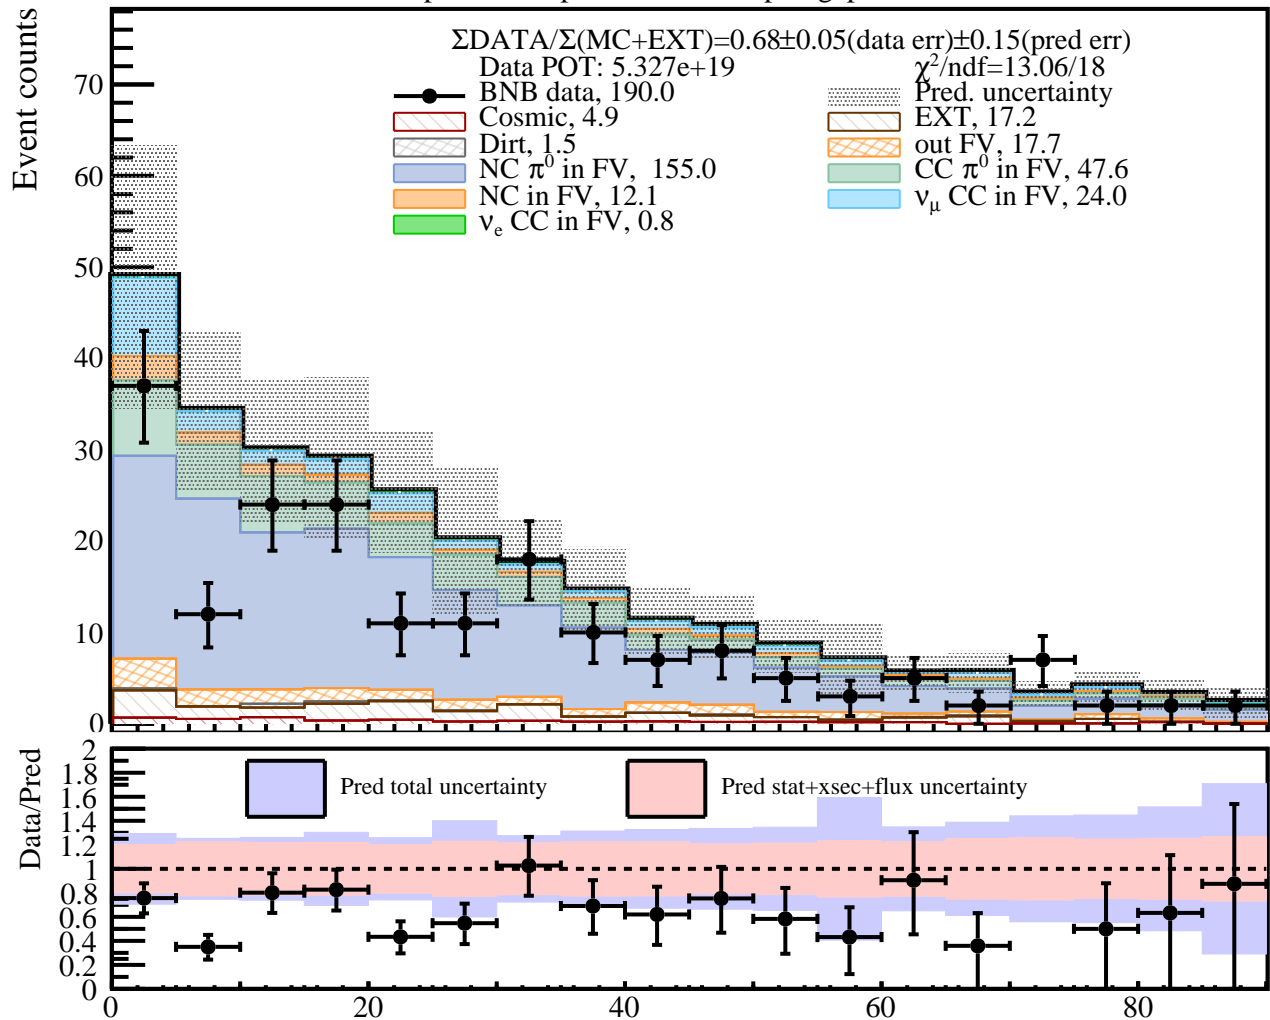 ΣDATA/Σ(MC+EXT)=0.68±0.05(data err)±0.15(pred err)
Data POT: 5.327e+19
χ²/ndf=13.06/18
BNB data, 190.0
Pred. uncertainty
Cosmic, 4.9
EXT, 17.2
Dirt, 1.5
out FV, 17.7
NC π⁰ in FV, 155.0
CC π⁰ in FV, 47.6
NC in FV, 12.1
νμ CC in FV, 24.0
νe CC in FV, 0.8
Event counts
70
60
50
40
30
20
10
0
Data/Pred
2
1.8
1.6
1.4
1.2
1
0.8
0.6
0.4
0.2
0
Pred total uncertainty
Pred stat+xsec+flux uncertainty
0 20 40 60 80